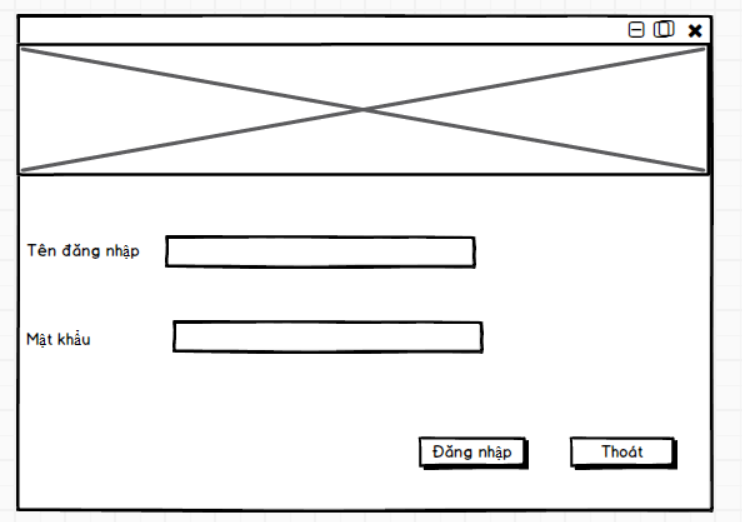 Tên đăng nhập
Mật khẩu
Đăng nhập
Thoát